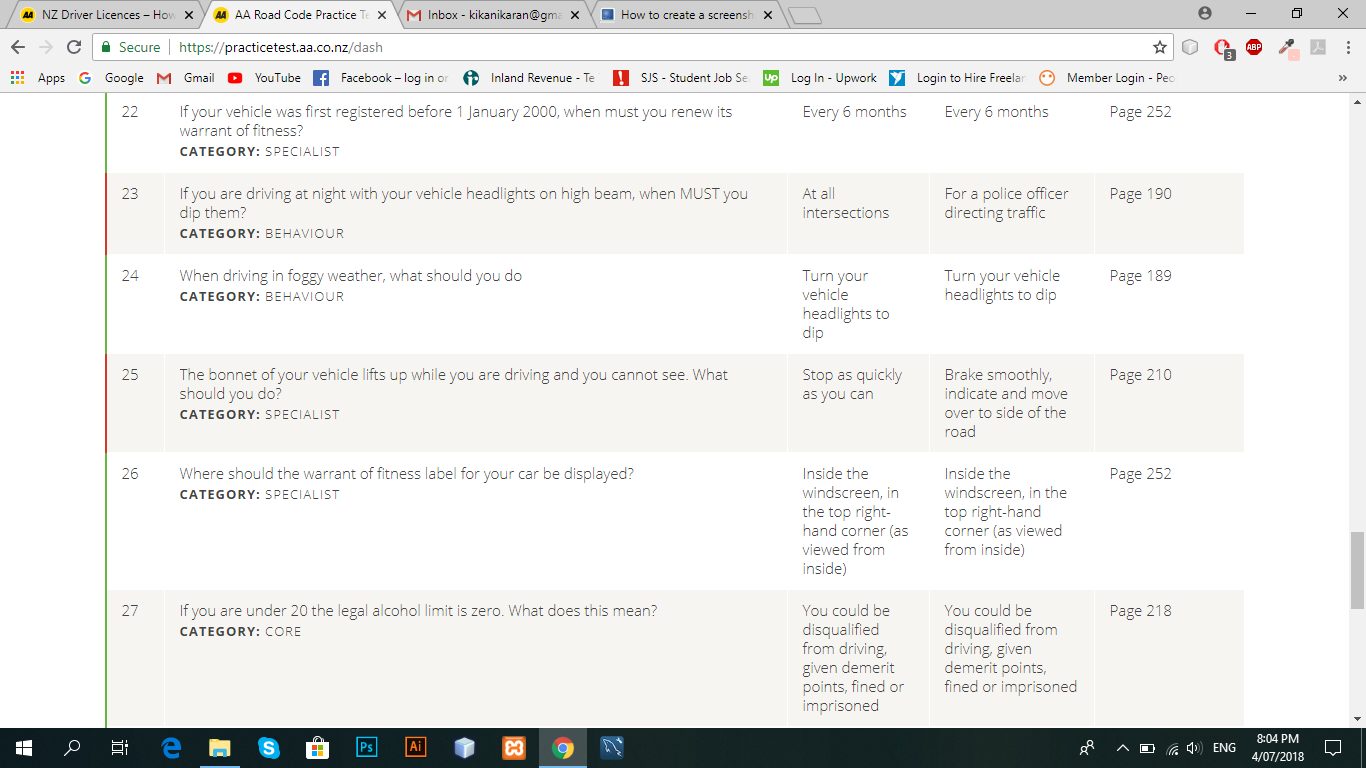 NZ Driver Licences – How
AA Road Code Practice Te
Inbox - kikanikaran@gma
How to create a screensh
Secure
https://practicetest.aa.co.nz/dash
3
ABP
Apps
Google
Gmail
YouTube
Facebook – log in or
Inland Revenue - Te
SJS - Student Job Se
Up
Log In - Upwork
Login to Hire Freelan
Member Login - Peo
22
If your vehicle was first registered before 1 January 2000, when must you renew its
warrant of fitness?
CATEGORY: SPECIALIST
Every 6 months
Every 6 months
Page 252
23
If you are driving at night with your vehicle headlights on high beam, when MUST you
dip them?
CATEGORY: BEHAVIOUR
At all
intersections
For a police officer
directing traffic
Page 190
24
When driving in foggy weather, what should you do
CATEGORY: BEHAVIOUR
Turn your
vehicle
headlights to
dip
Turn your vehicle
headlights to dip
Page 189
25
The bonnet of your vehicle lifts up while you are driving and you cannot see. What
should you do?
CATEGORY: SPECIALIST
Stop as quickly
as you can
Brake smoothly,
indicate and move
over to side of the
road
Page 210
26
Where should the warrant of fitness label for your car be displayed?
CATEGORY: SPECIALIST
Inside the
windscreen, in
the top right-
hand corner (as
viewed from
inside)
Inside the
windscreen, in the
top right-hand
corner (as viewed
from inside)
Page 252
27
If you are under 20 the legal alcohol limit is zero. What does this mean?
CATEGORY: CORE
You could be
disqualified
from driving,
given demerit
points, fined or
imprisoned
You could be
disqualified from
driving, given
demerit points,
fined or imprisoned
Page 218
Ps
Ai
ENG
8:04 PM
4/07/2018